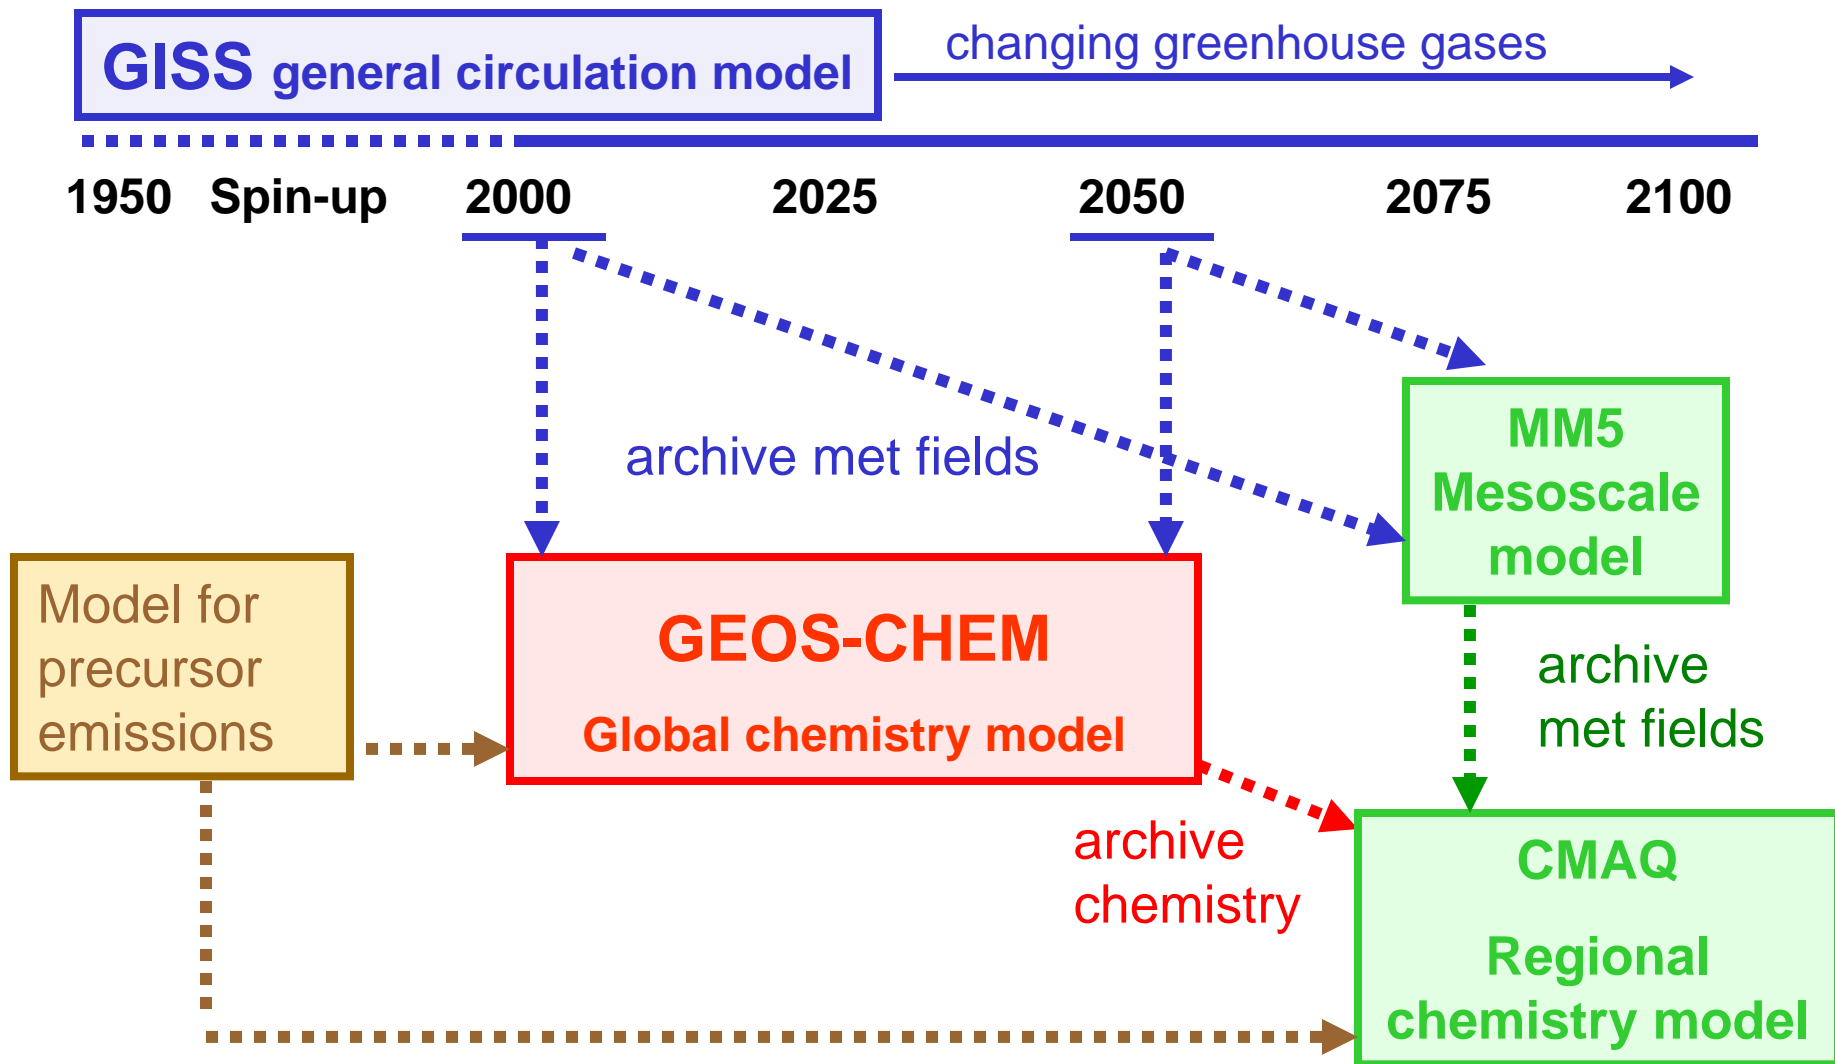 GISS general circulation model
changing greenhouse gases
1950 Spin-up 2000 2025 2050 2075 2100
archive met fields
MM5
Mesoscale
model
Model for
precursor
emissions
GEOS-CHEM
Global chemistry model
archive
met fields
archive
chemistry
CMAQ
Regional
chemistry model